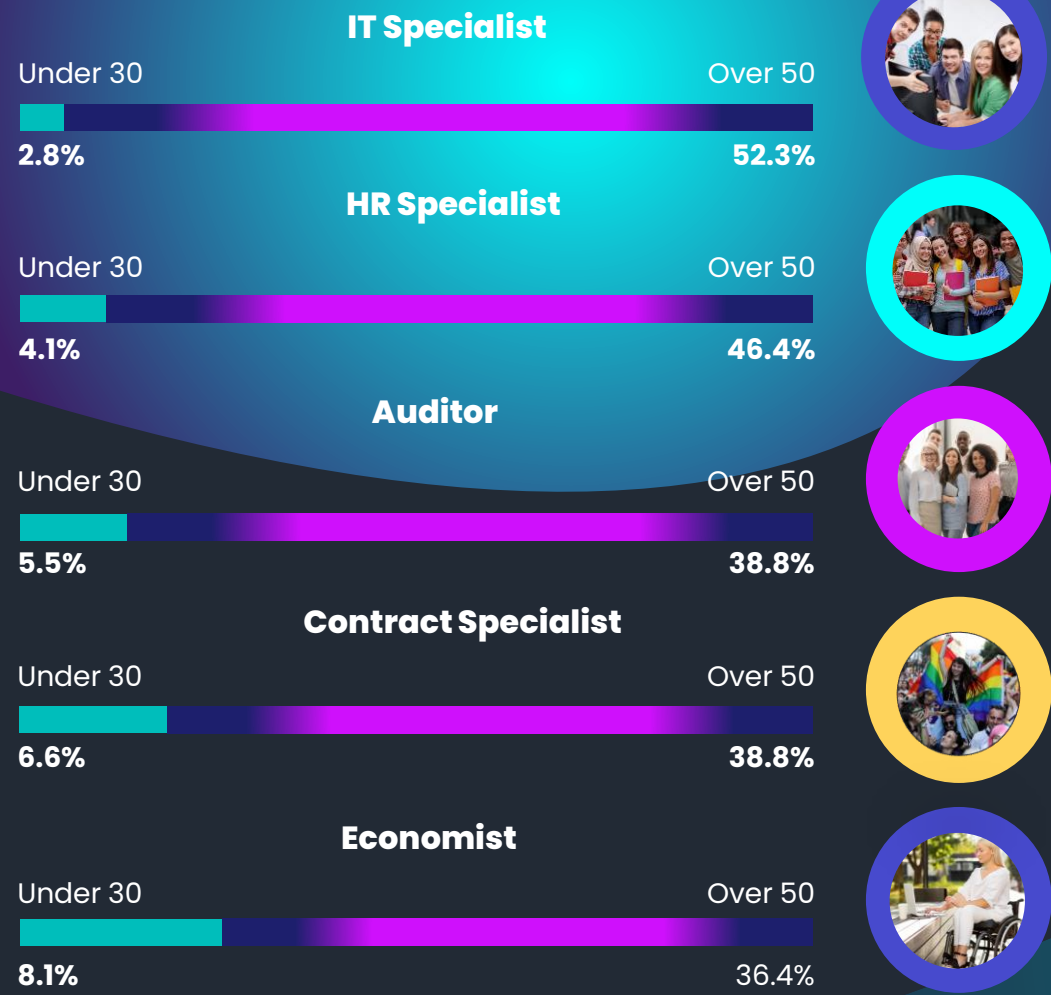 IT Specialist
Under 30 Over 50
2.8% 52.3%
HR Specialist
Under 30 Over 50
4.1% 46.4%
Auditor
Under 30 Over 50
5.5% 38.8%
Contract Specialist
Under 30 Over 50
6.6% 38.8%
Economist
Under 30 Over 50
8.1% 36.4%